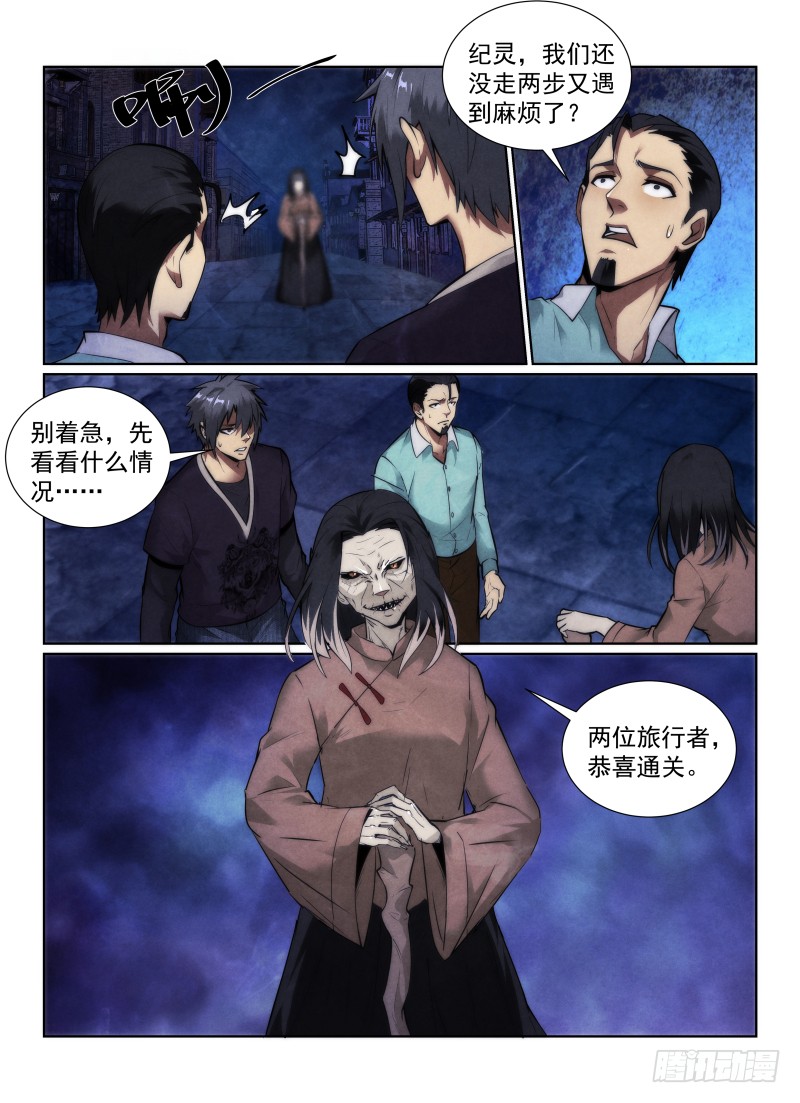 唰
纪灵，我们还
没走两步又遇
到麻烦了？
别着急，先
看看什么情
况……
两位旅行者，
恭喜通关。
腾讯动漫